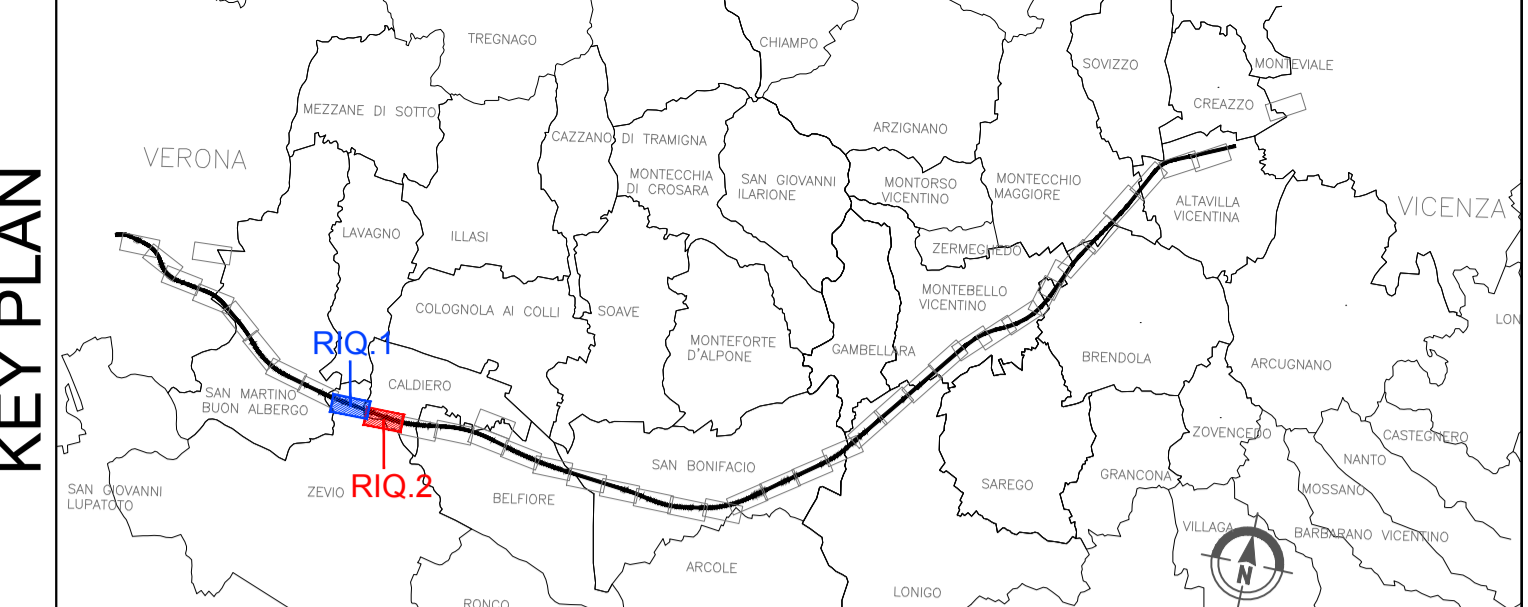 KEY PLAN
TREGNAGO
CHIAMPO
SOVIZZO
MONTEVIALE
CREAZZO
MEZZANE DI SOTTO
CAZZANO DI TRAMIGNA
ARZIGNANO
VERONA
MONTECCHIA
DI CROSARA
SAN GIOVANNI
ILARIONE
MONTORSO
VICENTINO
MONTECCHIO
MAGGIORE
ALTAVILLA
VICENTINA
VICENZA
LAVAGNO
ILLASI
ZERMEGHEDO
MONTEBELLO
VICENTINO
COLOGNOLA AI COLLI
SOAVE
LON
RIQ.1
MONTEFORTE
D'ALPONE
GAMBELLARA
BRENDOLA
ARCUGNANO
CALDIERO
SAN MARTINO
BUON ALBERGO
ZOVENCEDO
CASTEGNERO
NANTO
SAN BONIFACIO
GRANCONA
SAREGO
MOSSANO
SAN GIOVANNI
LUPATOTO
ZEVIO
RIQ.2
BELFIORE
VILLAGA
BARBARANO VICENTINO
ARCOLE
N
LONIGO
RONCO